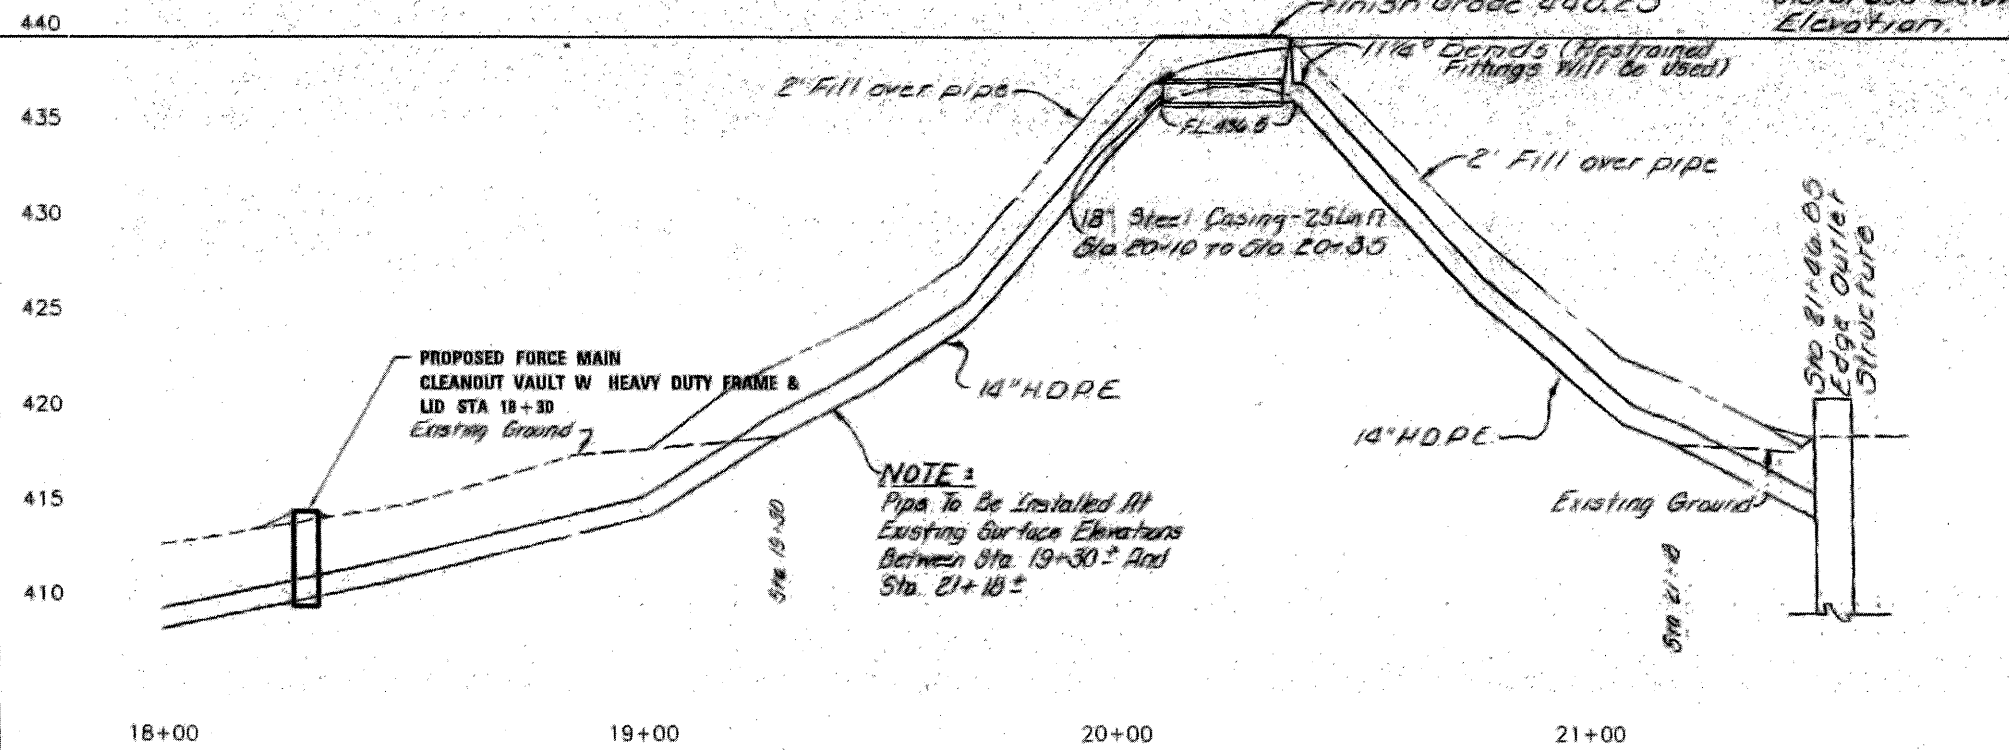 440
Finish Grade 440.25
Elevation.
11¼° Bends (Restrained
Fittings Will Be Used)
2' Fill over pipe
435
FL 436.5
2' Fill over pipe
430
18" Steel Casing-25 Lin Ft
Sta. 20+10 To Sta. 20+35
Sta 21+46.05
Edge Outlet
Structure
425
PROPOSED FORCE MAIN
CLEANOUT VAULT W HEAVY DUTY FRAME &
LID STA 18+30
Existing Ground
14" H.D.P.E.
420
14" H.D.P.E.
NOTE:
Pipe To Be Installed At
Existing Surface Elevations
Between Sta. 19+30± And
Sta. 21+18±
415
Existing Ground
Sta 19+30
Sta 21+18
410
18+00
19+00
20+00
21+00